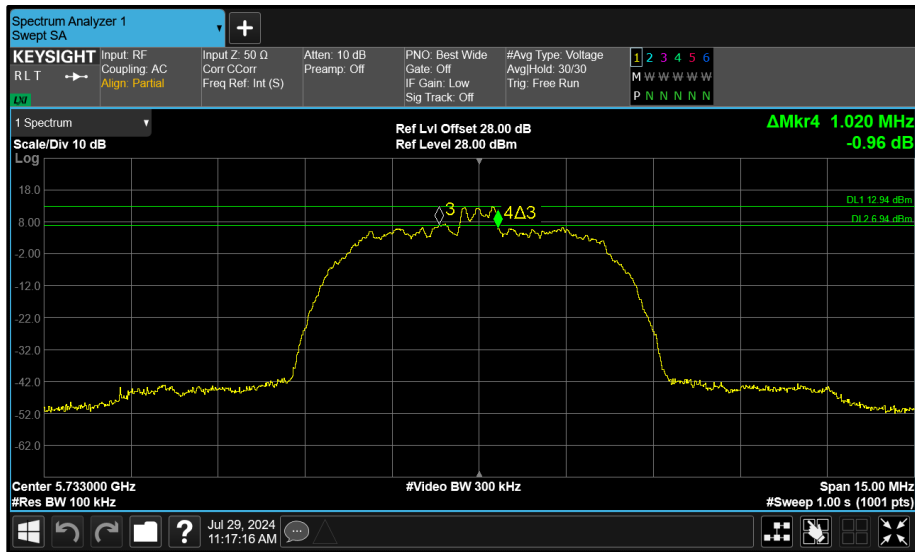 Spectrum Analyzer 1
Swept SA
KEYSIGHT
R L T
LXI
Input: RF
Coupling: AC
Align: Partial
Input Z: 50 Ω
Corr CCorr
Freq Ref: Int (S)
Atten: 10 dB
Preamp: Off
PNO: Best Wide
Gate: Off
IF Gain: Low
Sig Track: Off
#Avg Type: Voltage
Avg|Hold: 30/30
Trig: Free Run
1 2 3 4 5 6
M W W W W W
P N N N N N
1 Spectrum
Scale/Div 10 dB
Log
Ref Lvl Offset 28.00 dB
Ref Level 28.00 dBm
ΔMkr4 1.020 MHz
-0.96 dB
DL1 12.94 dBm
DL2 6.94 dBm
3
4Δ3
18.0
8.00
-2.00
-12.0
-22.0
-32.0
-42.0
-52.0
-62.0
Center 5.733000 GHz
#Res BW 100 kHz
#Video BW 300 kHz
Span 15.00 MHz
#Sweep 1.00 s (1001 pts)
?
Jul 29, 2024
11:17:16 AM